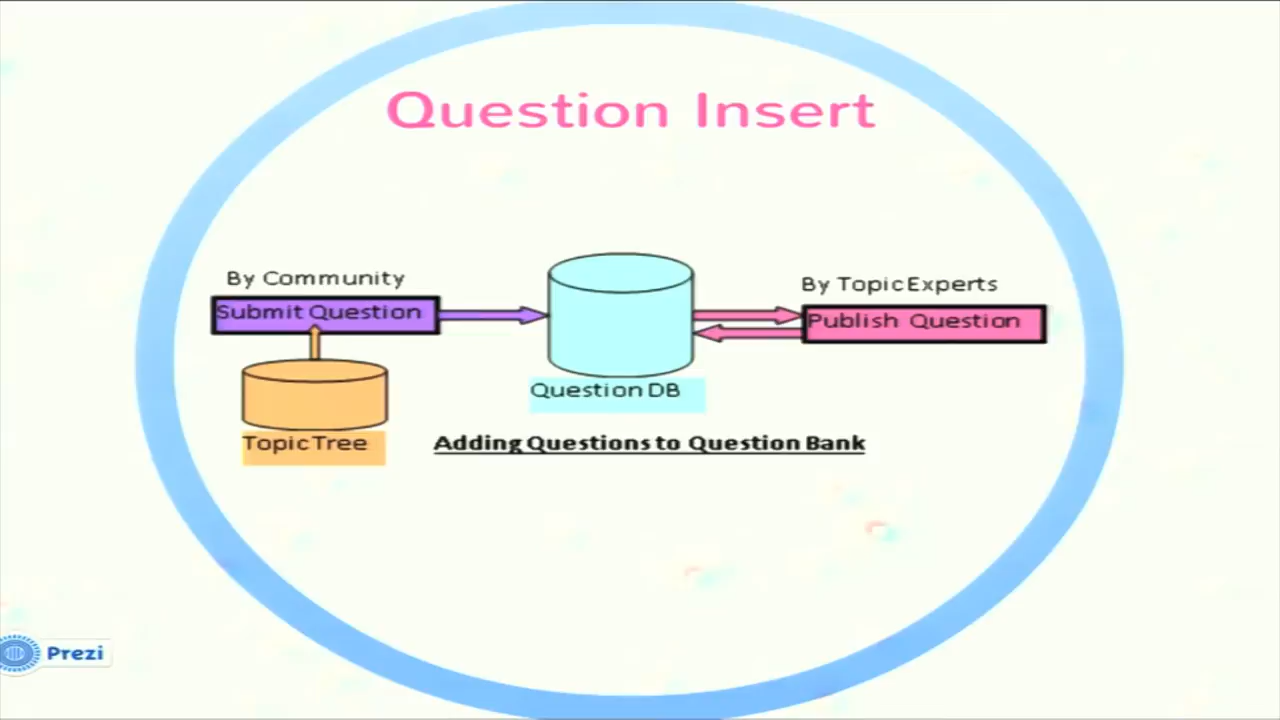 Question Insert
By Community
By Topic Experts
Submit Question
Publish Question
Question DB
Topic Tree
Adding Questions to Question Bank
Prezi